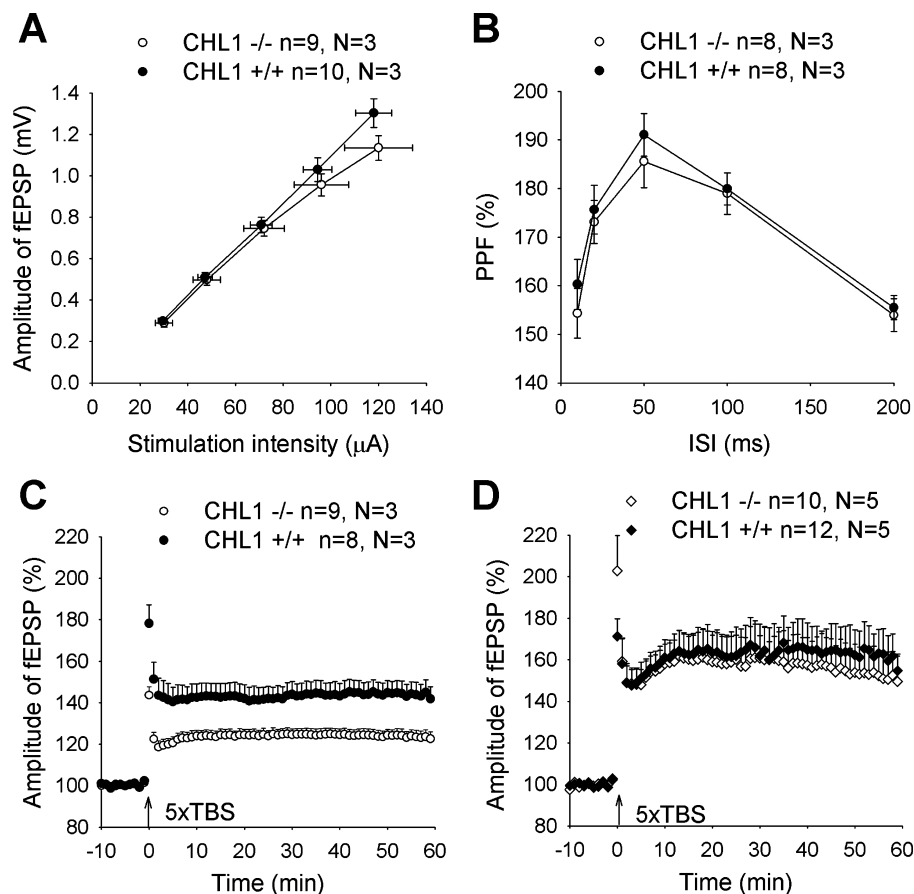 A
CHL1 -/- n=9, N=3
CHL1 +/+ n=10, N=3
1.4
1.2
1.0
0.8
0.6
0.4
0.2
0.0
Amplitude of fEPSP (mV)
0 20 40 60 80 100 120 140
Stimulation intensity (μA)
B
CHL1 -/- n=8, N=3
CHL1 +/+ n=8, N=3
200
190
180
170
160
150
140
PPF (%)
0 50 100 150 200
ISI (ms)
C
CHL1 -/- n=9, N=3
CHL1 +/+ n=8, N=3
220
200
180
160
140
120
100
80
Amplitude of fEPSP (%)
5xTBS
-10 0 10 20 30 40 50 60
Time (min)
D
CHL1 -/- n=10, N=5
CHL1 +/+ n=12, N=5
220
200
180
160
140
120
100
80
Amplitude of fEPSP (%)
5xTBS
-10 0 10 20 30 40 50 60
Time (min)